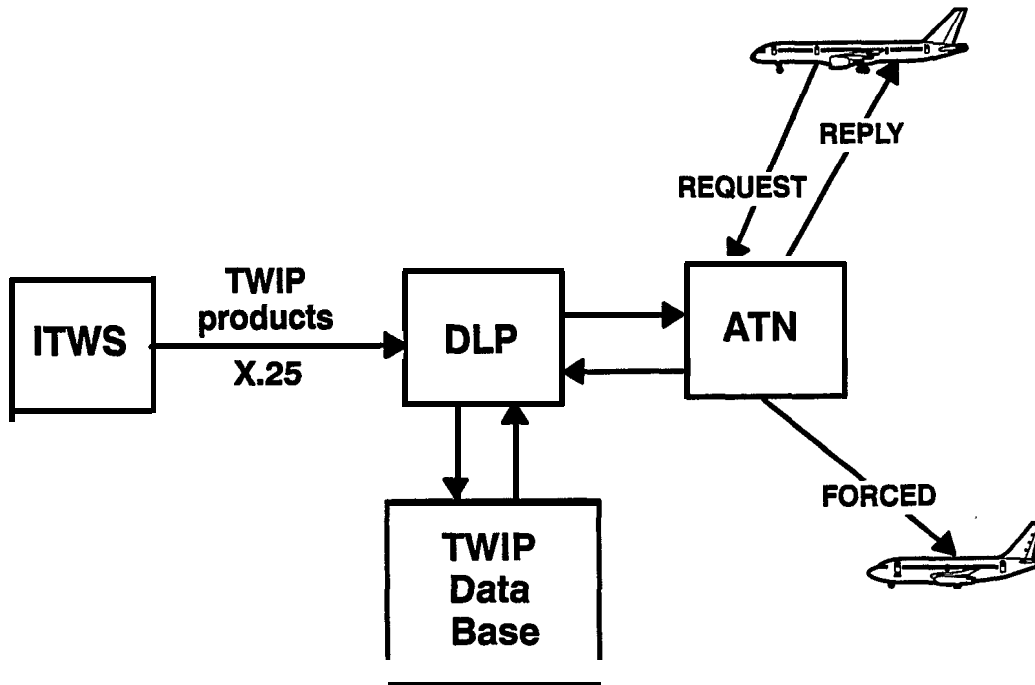 REPLY
REQUEST
TWIP
products
X.25
ITWS
DLP
ATN
FORCED
TWIP
Data
Base